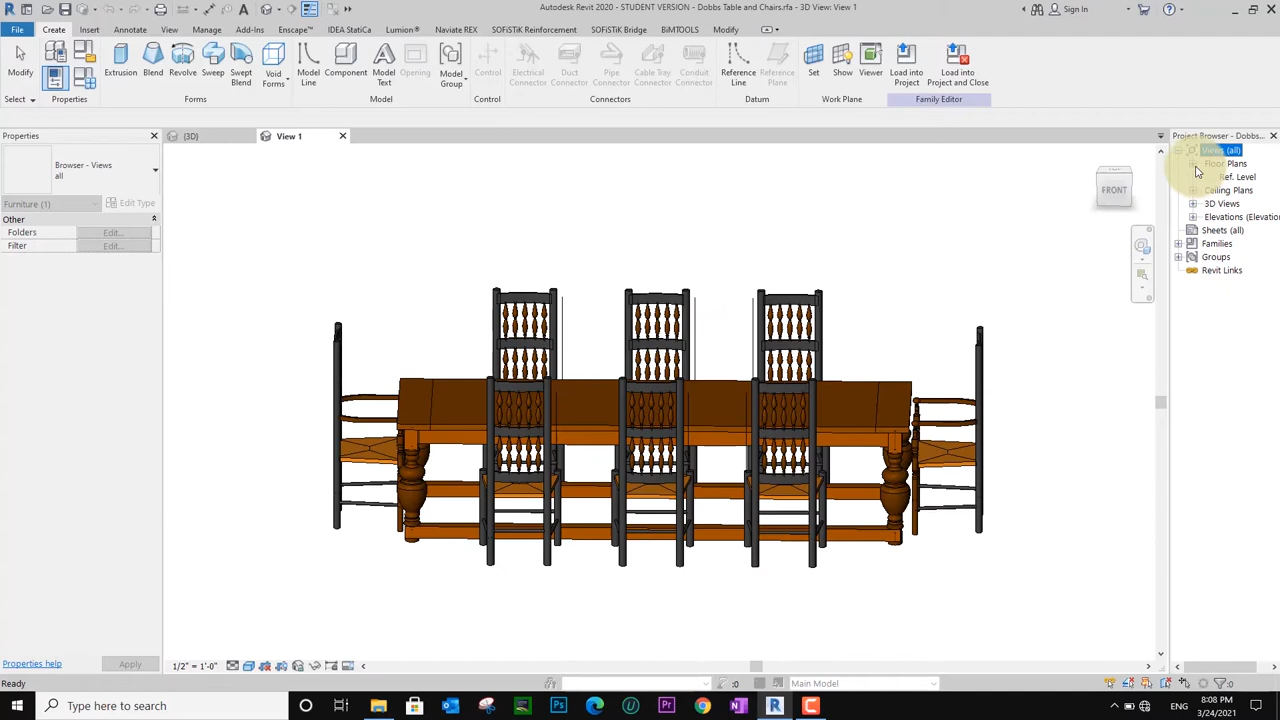 Autodesk Revit 2020 - STUDENT VERSION - Dobbs Table and Chairs.rfa - 3D View: View 1
Sign In
File Create Insert Annotate View Manage Add-Ins Enscape™ IDEA StatiCa Lumion® Naviate REX SOFiSTiK Reinforcement SOFiSTiK Bridge BiMTOOLS Modify
Modify
Extrusion Blend Revolve Sweep Swept Blend Void Forms
Model Line Component Model Text Opening Model Group
Control
Electrical Connector Duct Connector Pipe Connector Cable Tray Connector Conduit Connector
Reference Line Reference Plane
Set Show Viewer
Load into Project Load into Project and Close
Select Properties Forms Model Control Connectors Datum Work Plane Family Editor
Properties
{3D} View 1
Project Browser - Dobbs...
Browser - Views
all
Furniture (1) Edit Type
Other
Folders Edit...
Filter Edit...
Views (all)
Floor Plans
Ref. Level
Ceiling Plans
3D Views
Elevations (Elevatio
Sheets (all)
Families
Groups
Revit Links
TOP
FRONT
Properties help Apply
1/2" = 1'-0"
Ready
:0
Main Model
:0
Type here to search
ENG
8:08 PM
3/24/2021